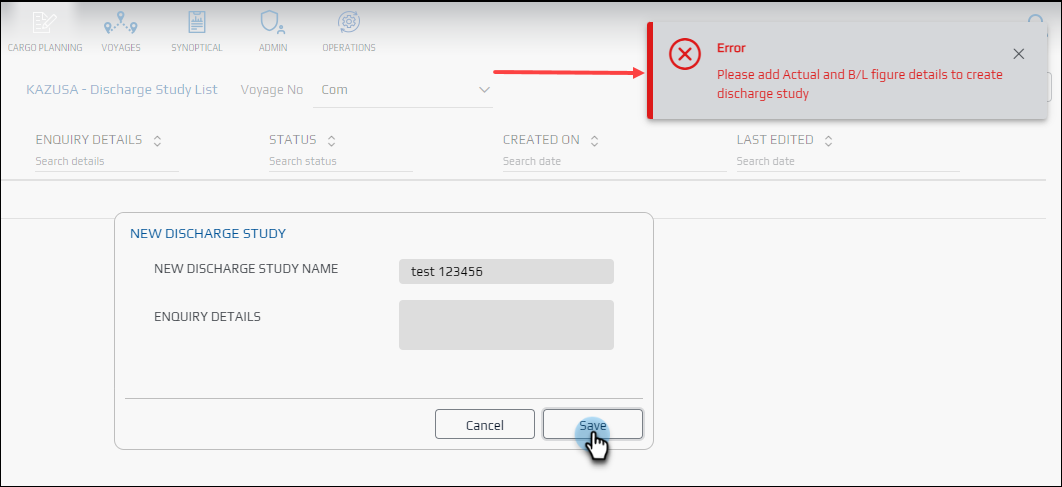 CARGO PLANNING VOYAGES SYNOPTICAL ADMIN OPERATIONS
Error
Please add Actual and B/L figure details to create
discharge study
KAZUSA - Discharge Study List Voyage No Com
ENQUIRY DETAILS STATUS CREATED ON LAST EDITED
Search details Search status Search date Search date
NEW DISCHARGE STUDY
NEW DISCHARGE STUDY NAME test 123456
ENQUIRY DETAILS
Cancel Save